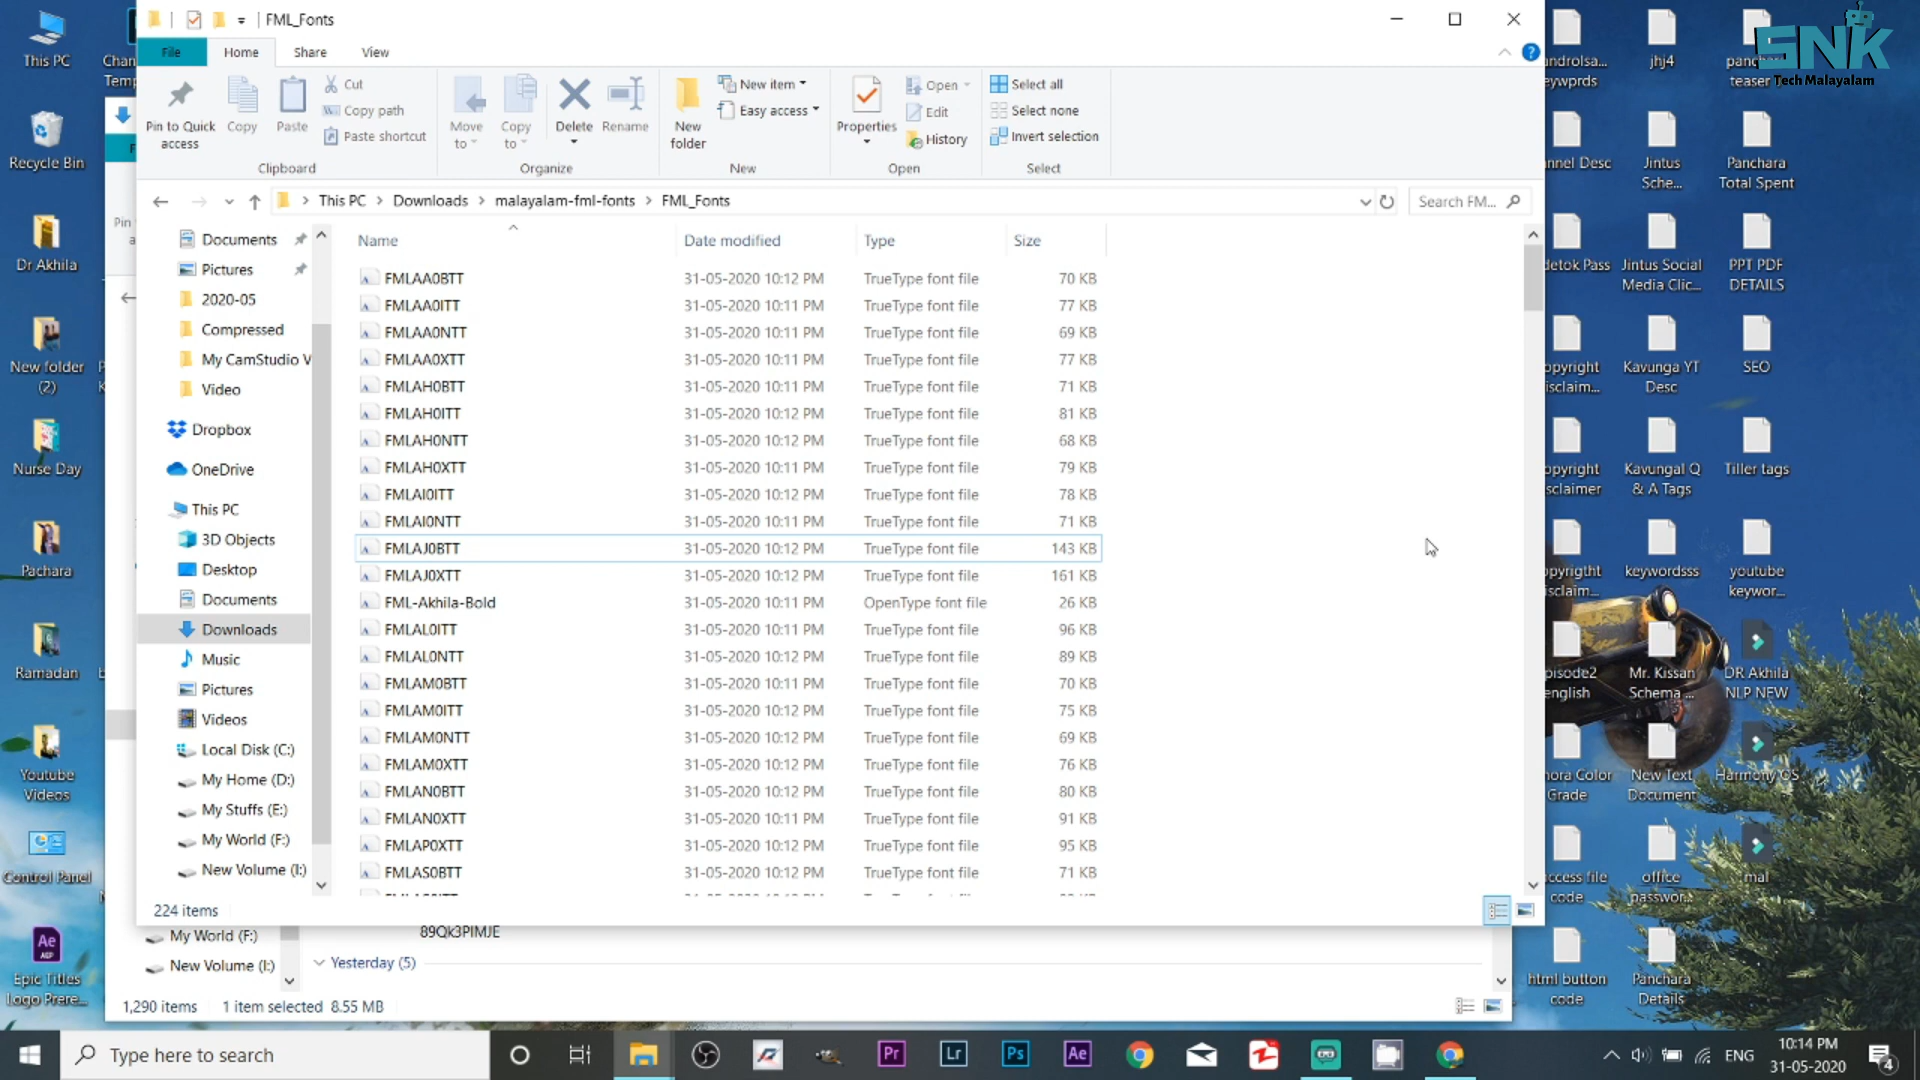 FML_Fonts
File Home Share View
Pin to Quick access
Copy
Paste
Cut
Copy path
Paste shortcut
Clipboard
Move to
Copy to
Delete
Rename
Organize
New folder
New item
Easy access
New
Properties
Open
Edit
History
Open
Select all
Select none
Invert selection
Select
This PC > Downloads > malayalam-fml-fonts > FML_Fonts
Search FM...
Documents
Pictures
2020-05
Compressed
My CamStudio V
Video
Dropbox
OneDrive
This PC
3D Objects
Desktop
Documents
Downloads
Music
Pictures
Videos
Local Disk (C:)
My Home (D:)
My Stuffs (E:)
My World (F:)
New Volume (I:)
Name Date modified Type Size
FMLAA0BTT 31-05-2020 10:12 PM TrueType font file 70 KB
FMLAA0ITT 31-05-2020 10:11 PM TrueType font file 77 KB
FMLAA0NTT 31-05-2020 10:11 PM TrueType font file 69 KB
FMLAA0XTT 31-05-2020 10:11 PM TrueType font file 77 KB
FMLAH0BTT 31-05-2020 10:11 PM TrueType font file 71 KB
FMLAH0ITT 31-05-2020 10:12 PM TrueType font file 81 KB
FMLAH0NTT 31-05-2020 10:12 PM TrueType font file 68 KB
FMLAH0XTT 31-05-2020 10:11 PM TrueType font file 79 KB
FMLAI0ITT 31-05-2020 10:11 PM TrueType font file 78 KB
FMLAI0NTT 31-05-2020 10:11 PM TrueType font file 71 KB
FMLAJ0BTT 31-05-2020 10:12 PM TrueType font file 143 KB
FMLAJ0XTT 31-05-2020 10:12 PM TrueType font file 161 KB
FML-Akhila-Bold 31-05-2020 10:11 PM OpenType font file 26 KB
FMLAL0ITT 31-05-2020 10:11 PM TrueType font file 96 KB
FMLAL0NTT 31-05-2020 10:12 PM TrueType font file 89 KB
FMLAM0BTT 31-05-2020 10:11 PM TrueType font file 70 KB
FMLAM0ITT 31-05-2020 10:12 PM TrueType font file 75 KB
FMLAM0NTT 31-05-2020 10:12 PM TrueType font file 69 KB
FMLAM0XTT 31-05-2020 10:12 PM TrueType font file 76 KB
FMLAN0BTT 31-05-2020 10:12 PM TrueType font file 80 KB
FMLAN0XTT 31-05-2020 10:11 PM TrueType font file 91 KB
FMLAP0XTT 31-05-2020 10:12 PM TrueType font file 95 KB
FMLAS0BTT 31-05-2020 10:12 PM TrueType font file 71 KB
224 items
My World (F:)
New Volume (I:)
89Qk3PIMJE
Yesterday (5)
1,290 items 1 item selected 8.55 MB
This PC
Recycle Bin
Dr Akhila
New folder (2)
Nurse Day
Pachara
Ramadan
Youtube Videos
Control Panel
Ae
Epic Titles
Logo Prere...
SNK
Tech Malayalam
jhj4
teaser
Jintus Sche...
Panchara Total Spent
Jintus Social Media Clic...
PPT PDF DETAILS
Kavunga YT Desc
SEO
Kavungal Q & A Tags
Tiller tags
keywordsss
youtube keywor...
Mr. Kissan Schema ...
DR Akhila NLP NEW
New Text Document
Harmony OS
office passwor...
mal
html button code
Panchara Details
Type here to search
Pr
Lr
Ps
Ae
ENG
10:14 PM
31-05-2020
4